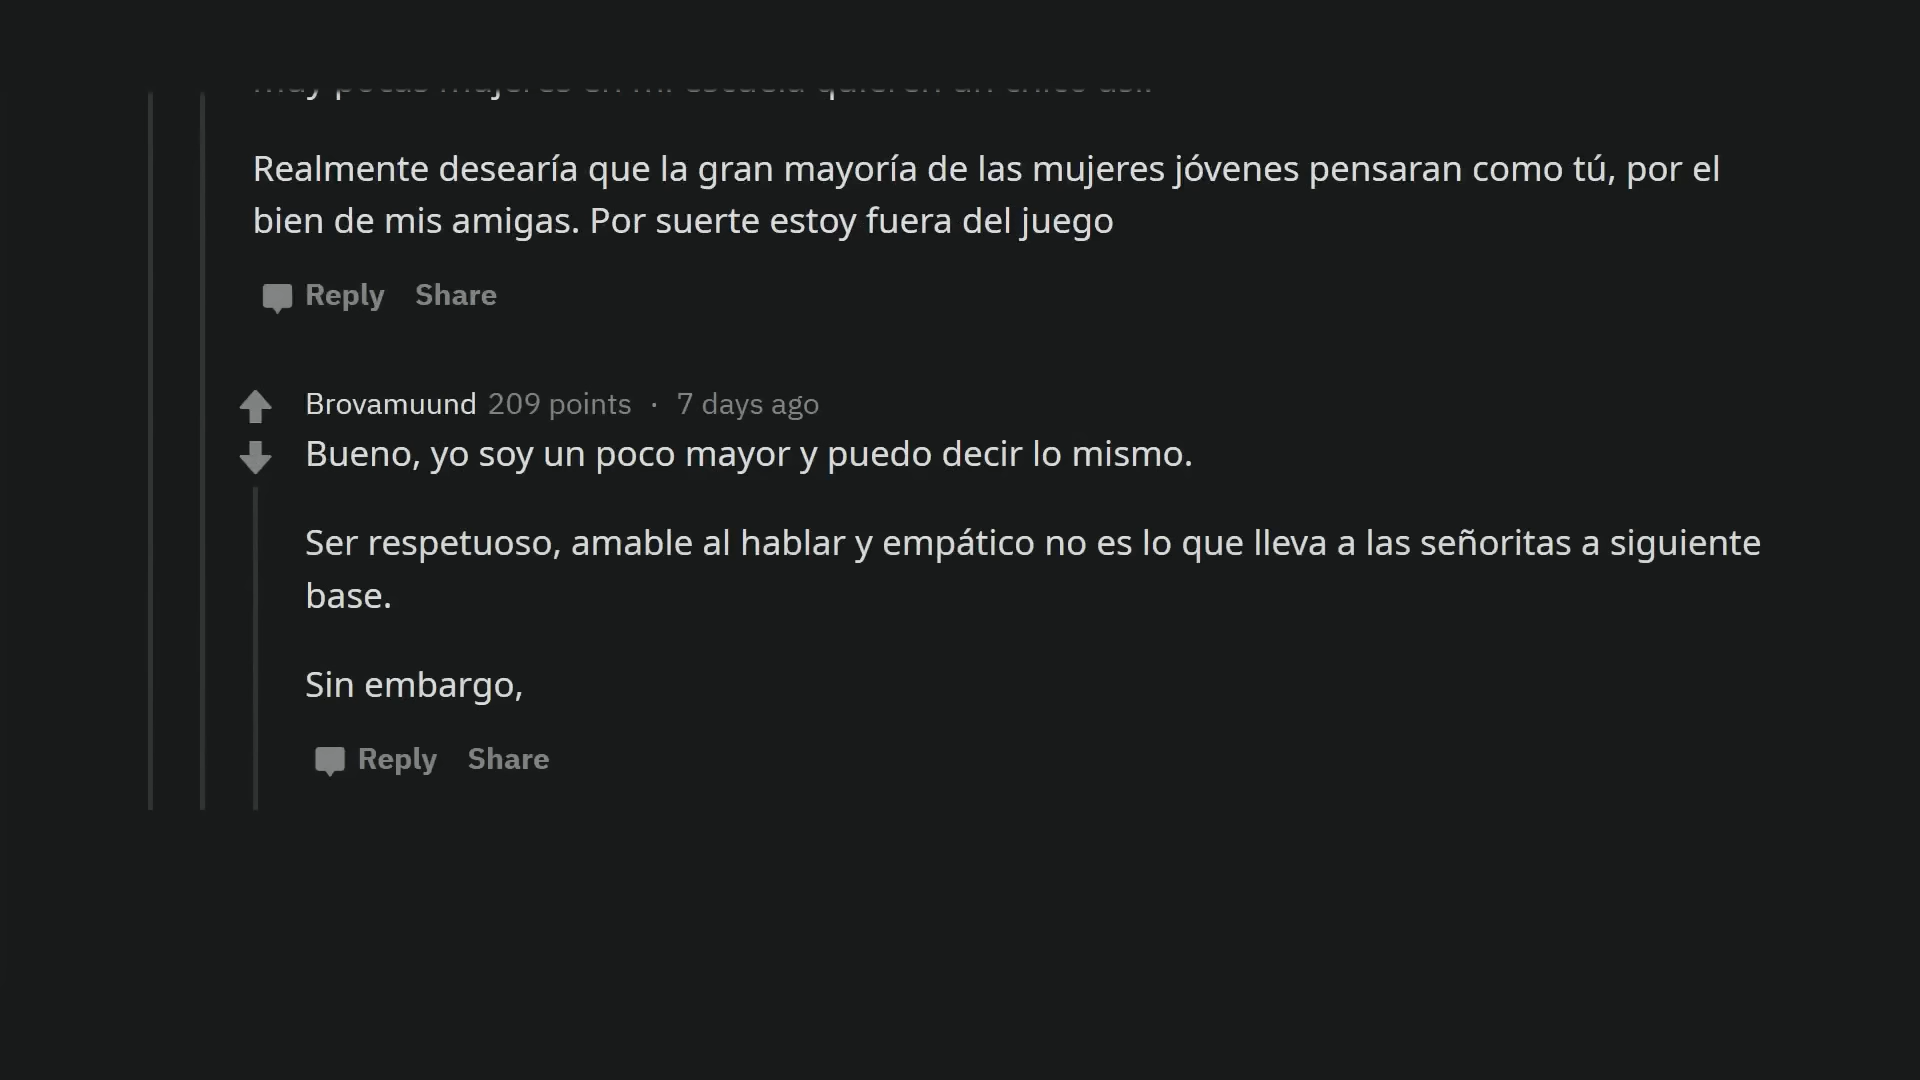 Realmente desearía que la gran mayoría de las mujeres jóvenes pensaran como tú, por el
bien de mis amigas. Por suerte estoy fuera del juego
Reply Share
Brovamuund 209 points · 7 days ago
Bueno, yo soy un poco mayor y puedo decir lo mismo.
Ser respetuoso, amable al hablar y empático no es lo que lleva a las señoritas a siguiente
base.
Sin embargo,
Reply Share